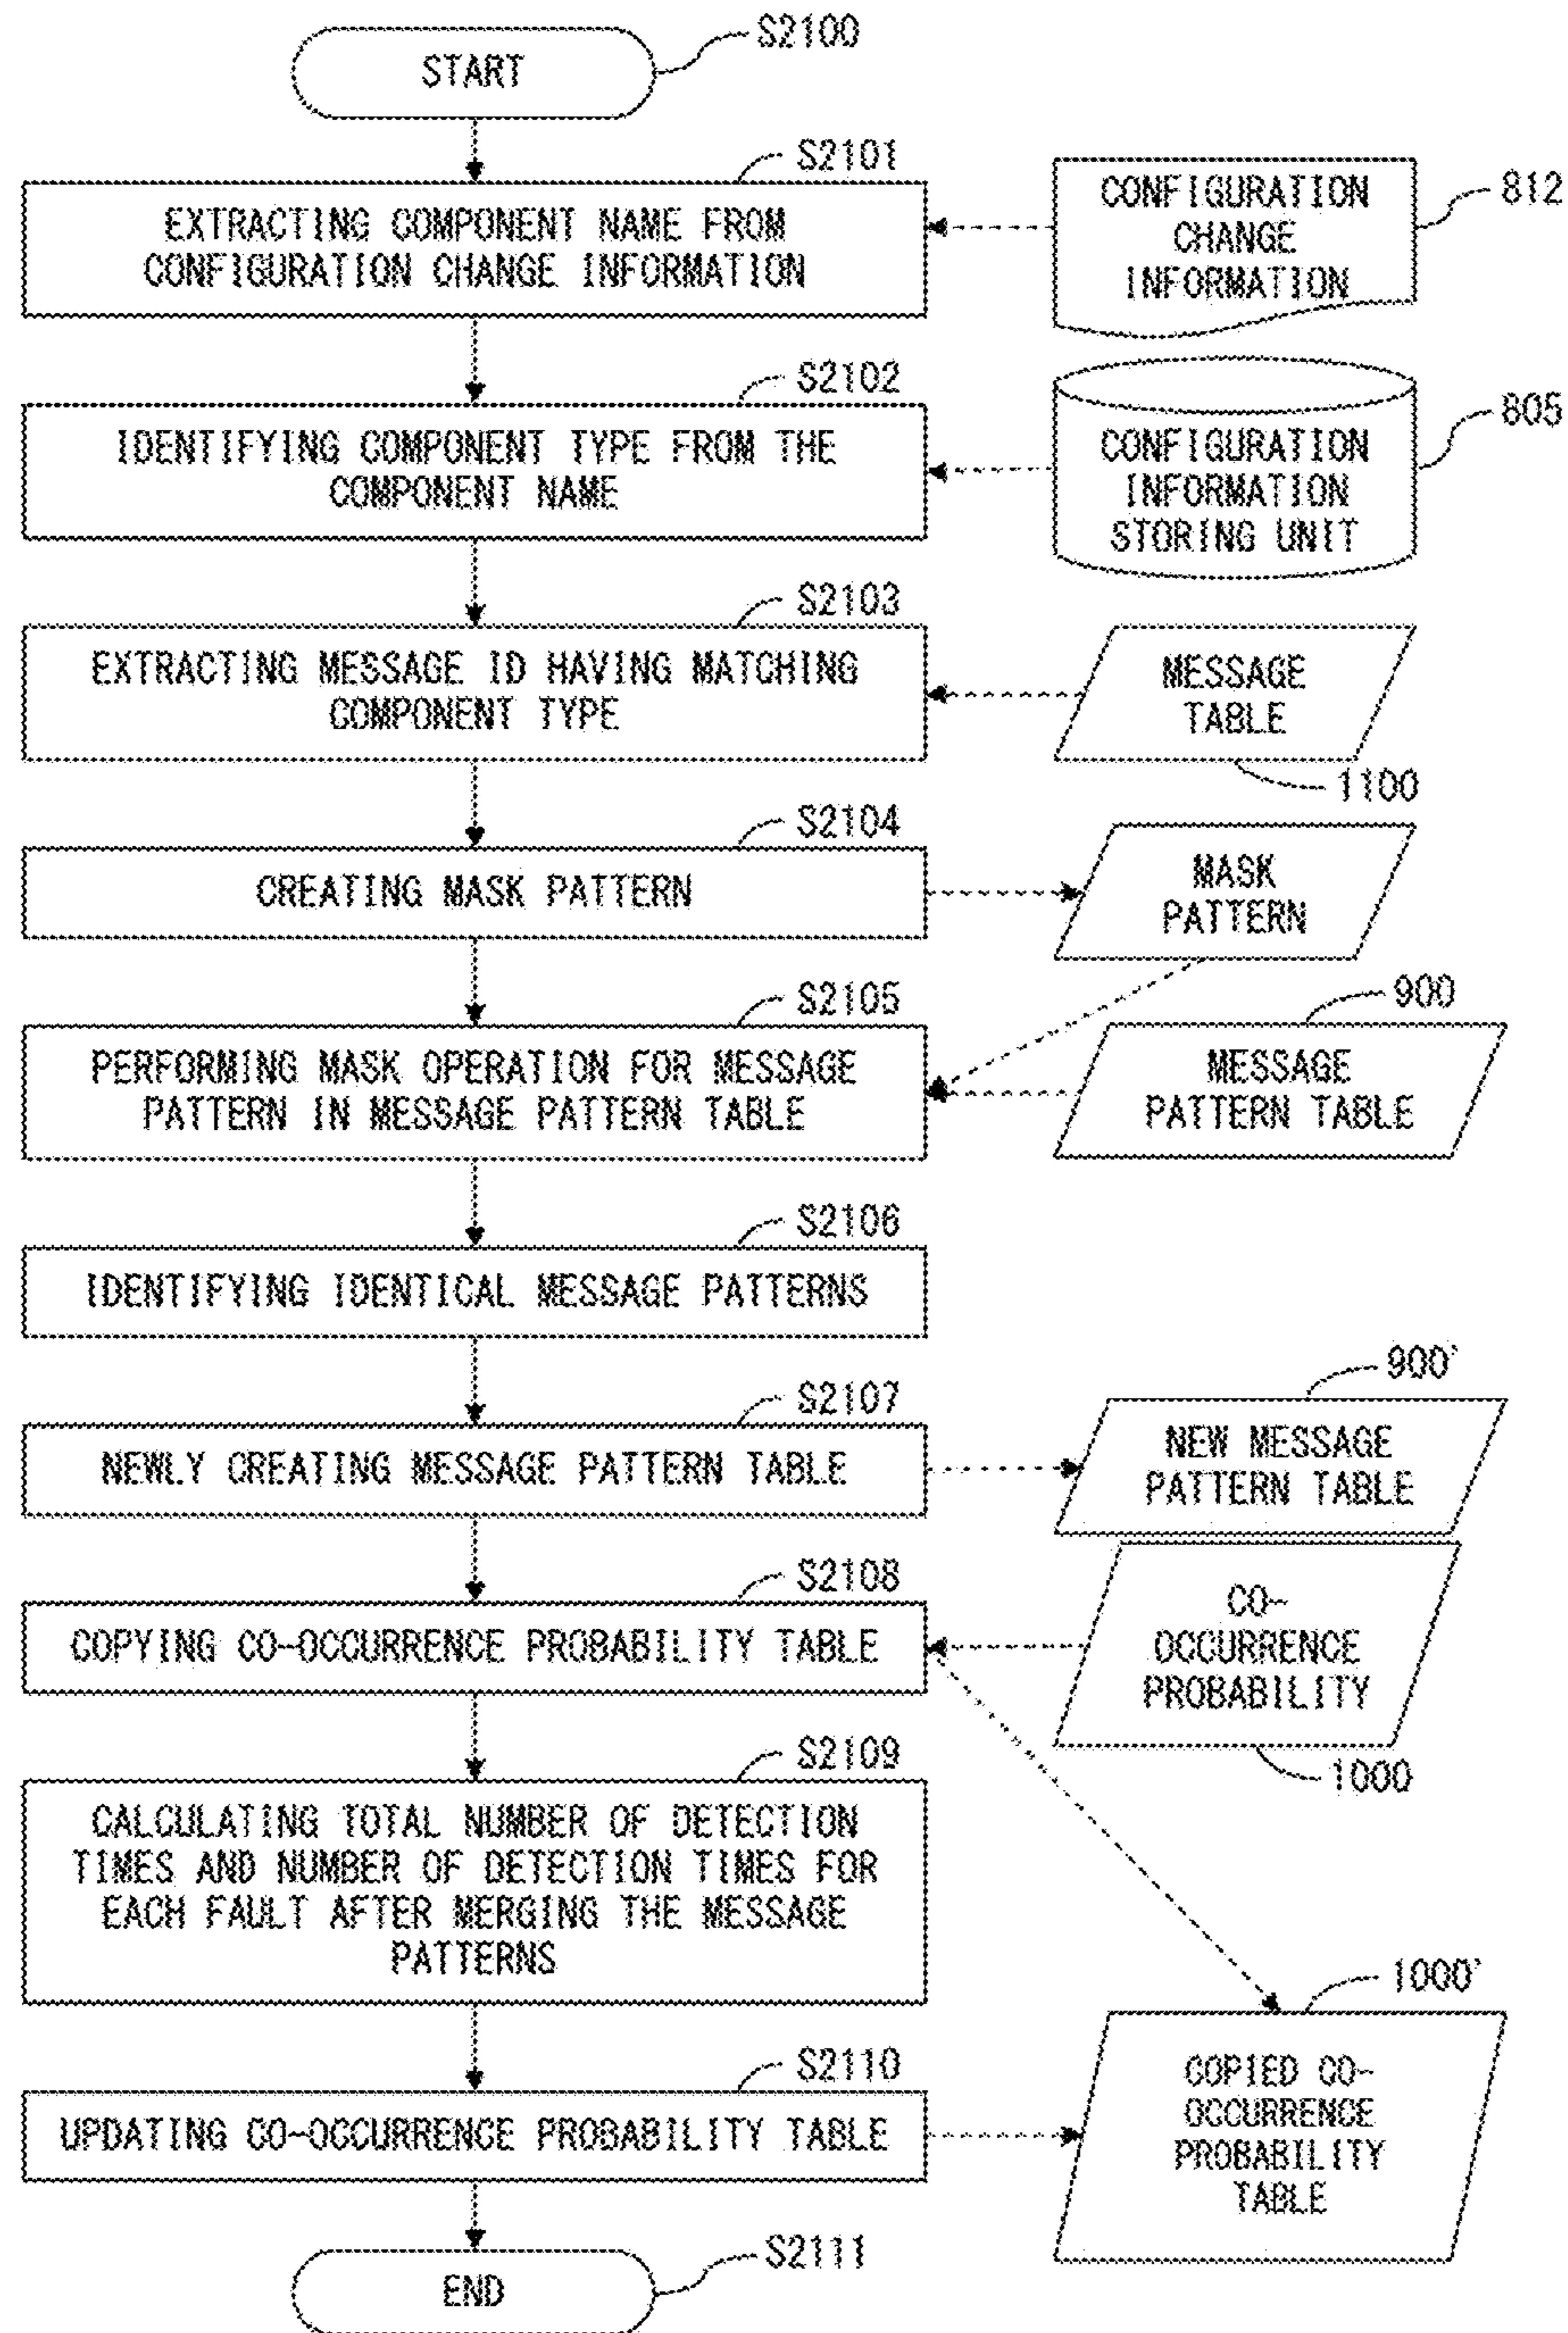 START
S2100
S2101
EXTRACTING COMPONENT NAME FROM
CONFIGURATION CHANGE INFORMATION
CONFIGURATION
CHANGE
INFORMATION
812
S2102
IDENTIFYING COMPONENT TYPE FROM THE
COMPONENT NAME
CONFIGURATION
INFORMATION
STORING UNIT
805
S2103
EXTRACTING MESSAGE ID HAVING MATCHING
COMPONENT TYPE
MESSAGE
TABLE
1100
S2104
CREATING MASK PATTERN
MASK
PATTERN
S2105
PERFORMING MASK OPERATION FOR MESSAGE
PATTERN IN MESSAGE PATTERN TABLE
900
MESSAGE
PATTERN TABLE
S2106
IDENTIFYING IDENTICAL MESSAGE PATTERNS
S2107
NEWLY CREATING MESSAGE PATTERN TABLE
900'
NEW MESSAGE
PATTERN TABLE
S2108
COPYING CO-OCCURRENCE PROBABILITY TABLE
CO-
OCCURRENCE
PROBABILITY
1000
S2109
CALCULATING TOTAL NUMBER OF DETECTION
TIMES AND NUMBER OF DETECTION TIMES FOR
EACH FAULT AFTER MERGING THE MESSAGE
PATTERNS
1000'
COPIED CO-
OCCURRENCE
PROBABILITY
TABLE
S2110
UPDATING CO-OCCURRENCE PROBABILITY TABLE
S2111
END